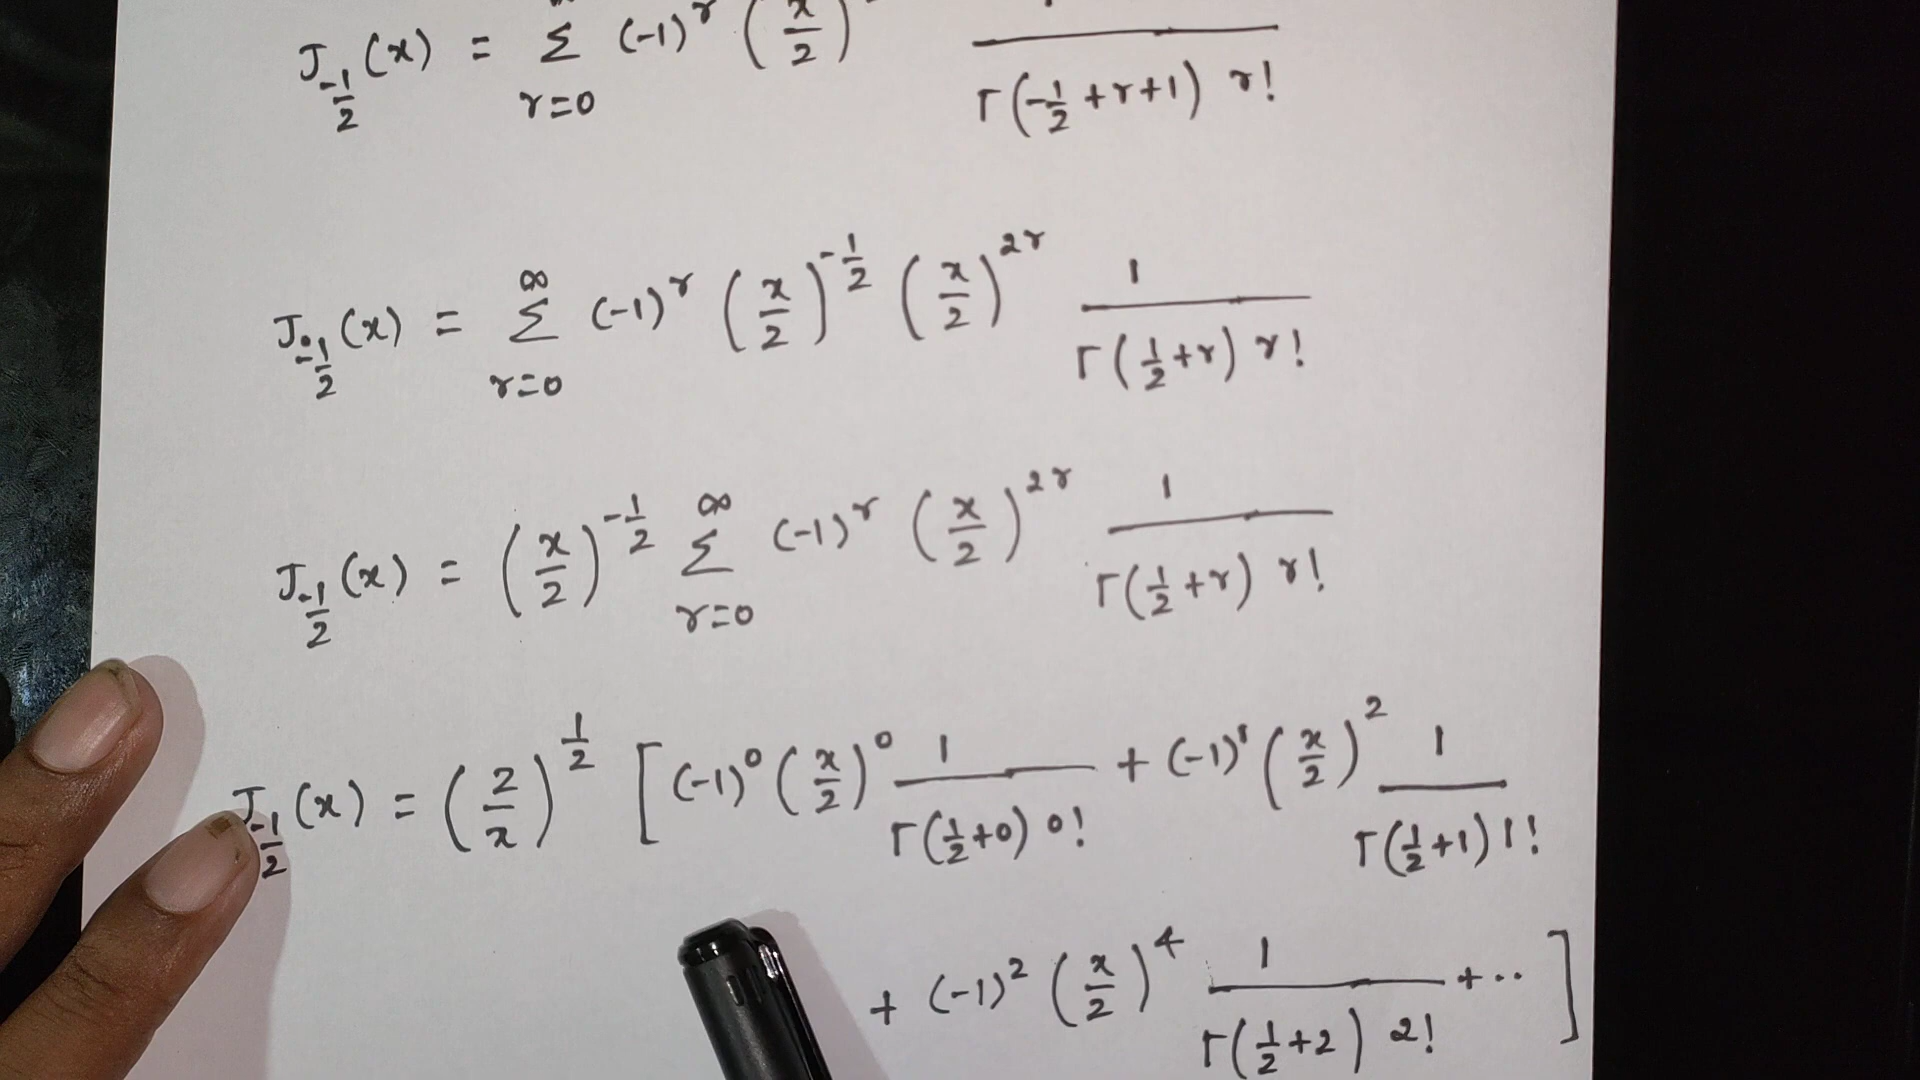 J_{-1/2}(x) = Σ_{r=0} (-1)^r (x/2) 1/(Γ(-1/2+r+1) r!)
J_{-1/2}(x) = Σ_{r=0}^{∞} (-1)^r (x/2)^{-1/2} (x/2)^{2r} 1/(Γ(1/2+r) r!)
J_{-1/2}(x) = (x/2)^{-1/2} Σ_{r=0}^{∞} (-1)^r (x/2)^{2r} 1/(Γ(1/2+r) r!)
J_{-1/2}(x) = (2/x)^{1/2} [(-1)^0 (x/2)^0 1/(Γ(1/2+0) 0!) + (-1)^1 (x/2)^2 1/(Γ(1/2+1) 1!)
+ (-1)^2 (x/2)^4 1/(Γ(1/2+2) 2!) + ..]